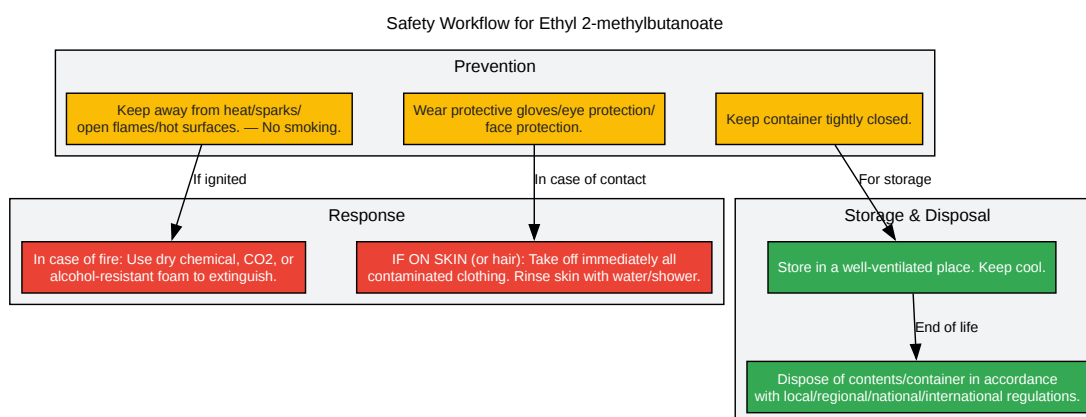 Safety Workflow for Ethyl 2-methylbutanoate
Prevention
Keep away from heat/sparks/
open flames/hot surfaces. — No smoking.
Wear protective gloves/eye protection/
face protection.
Keep container tightly closed.
If ignited
In case of contact
For storage
Response
Storage & Disposal
In case of fire: Use dry chemical, CO2, or
alcohol-resistant foam to extinguish.
IF ON SKIN (or hair): Take off immediately all
contaminated clothing. Rinse skin with water/shower.
Store in a well-ventilated place. Keep cool.
End of life
Dispose of contents/container in accordance
with local/regional/national/international regulations.